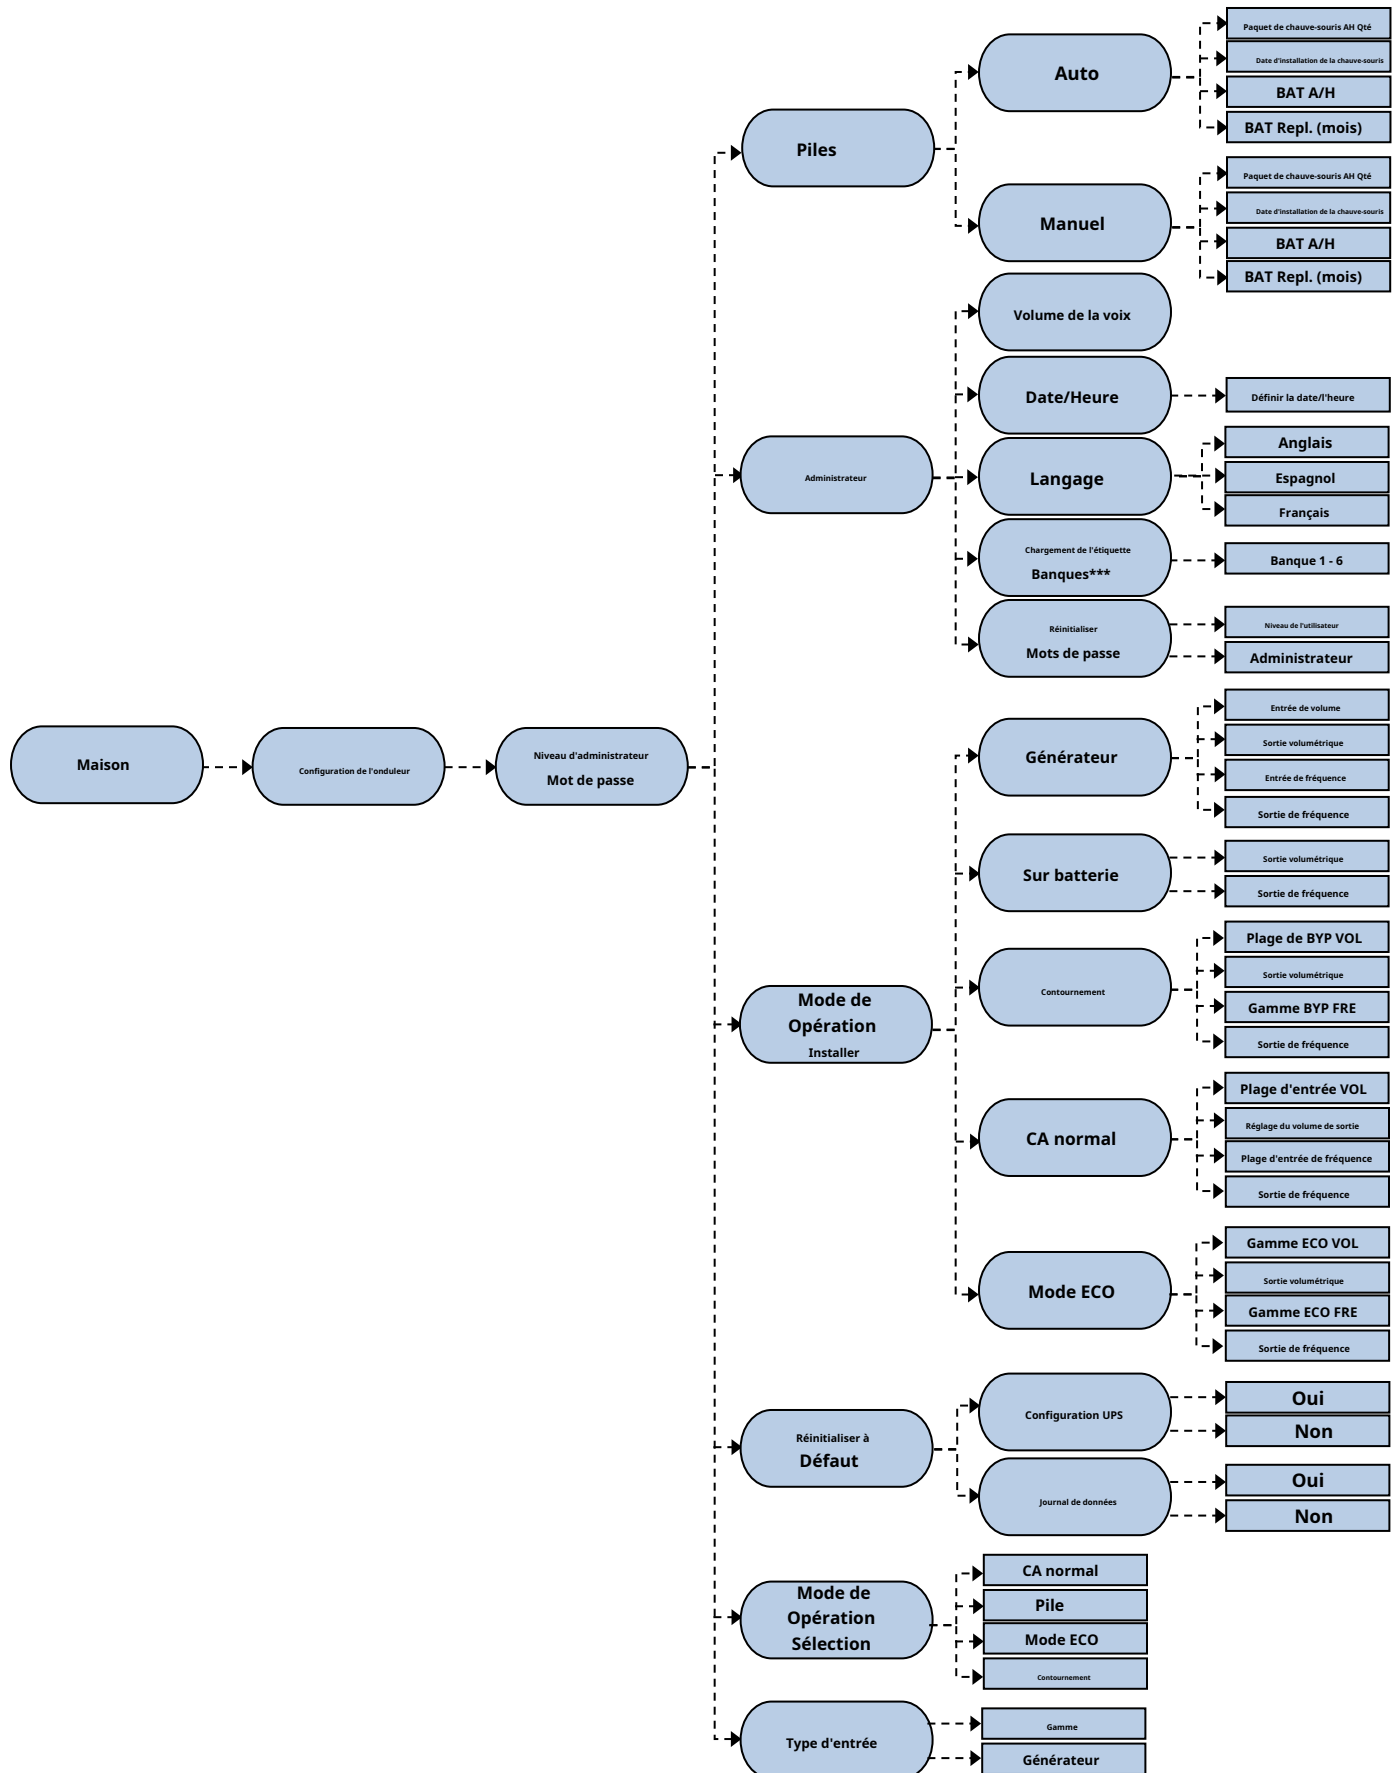 Maison
Configuration de l'onduleur
Niveau d'administrateur
Mot de passe
Piles
Auto
Paquet de chauve-souris AH Qté
Date d'installation de la chauve-souris
BAT A/H
BAT Repl. (mois)
Manuel
Paquet de chauve-souris AH Qté
Date d'installation de la chauve-souris
BAT A/H
BAT Repl. (mois)
Administrateur
Volume de la voix
Date/Heure
Définir la date/l'heure
Langage
Anglais
Espagnol
Français
Chargement de l'étiquette
Banques***
Banque 1 - 6
Réinitialiser
Mots de passe
Niveau de l'utilisateur
Administrateur
Mode de
Opération
Installer
Générateur
Entrée de volume
Sortie volumétrique
Entrée de fréquence
Sortie de fréquence
Sur batterie
Sortie volumétrique
Sortie de fréquence
Contournement
Plage de BYP VOL
Sortie volumétrique
Gamme BYP FRE
Sortie de fréquence
CA normal
Plage d'entrée VOL
Réglage du volume de sortie
Plage d'entrée de fréquence
Sortie de fréquence
Mode ECO
Gamme ECO VOL
Sortie volumétrique
Gamme ECO FRE
Sortie de fréquence
Réinitialiser à
Défaut
Configuration UPS
Oui
Non
Journal de données
Oui
Non
Mode de
Opération
Sélection
CA normal
Pile
Mode ECO
Contournement
Type d'entrée
Gamme
Générateur